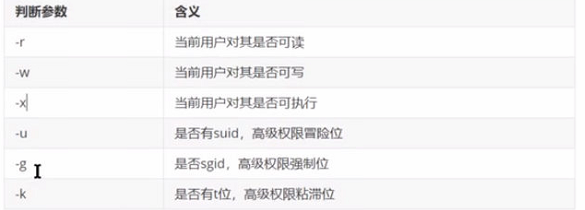 判断参数 含义
-r 当前用户对其是否可读
-w 当前用户对其是否可写
-x 当前用户对其是否可执行
-u 是否有suid，高级权限冒险位
-g 是否sgid，高级权限强制位
-k 是否有t位，高级权限粘滞位